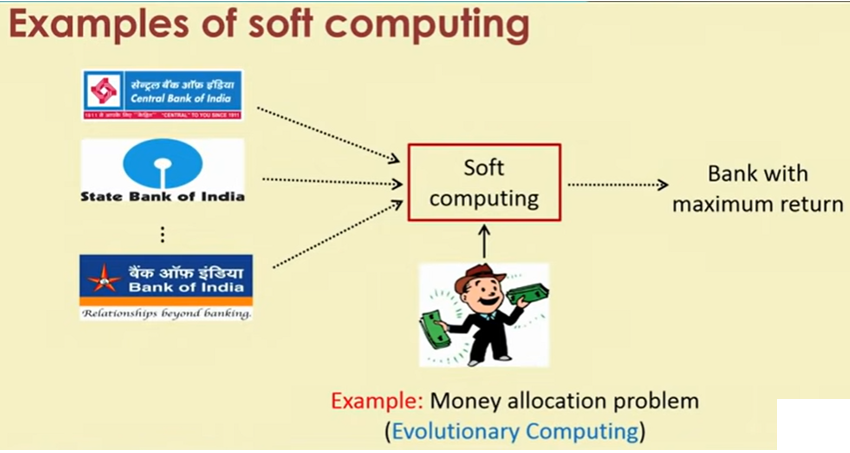 Examples of soft computing
सेन्ट्रल बैंक ऑफ़ इंडिया
Central Bank of India
"CENTRAL" TO YOU SINCE 1911
State Bank of India
⋮
बैंक ऑफ़ इंडिया
Bank of India
Relationships beyond banking.
Soft
computing
Bank with
maximum return
Example: Money allocation problem
(Evolutionary Computing)